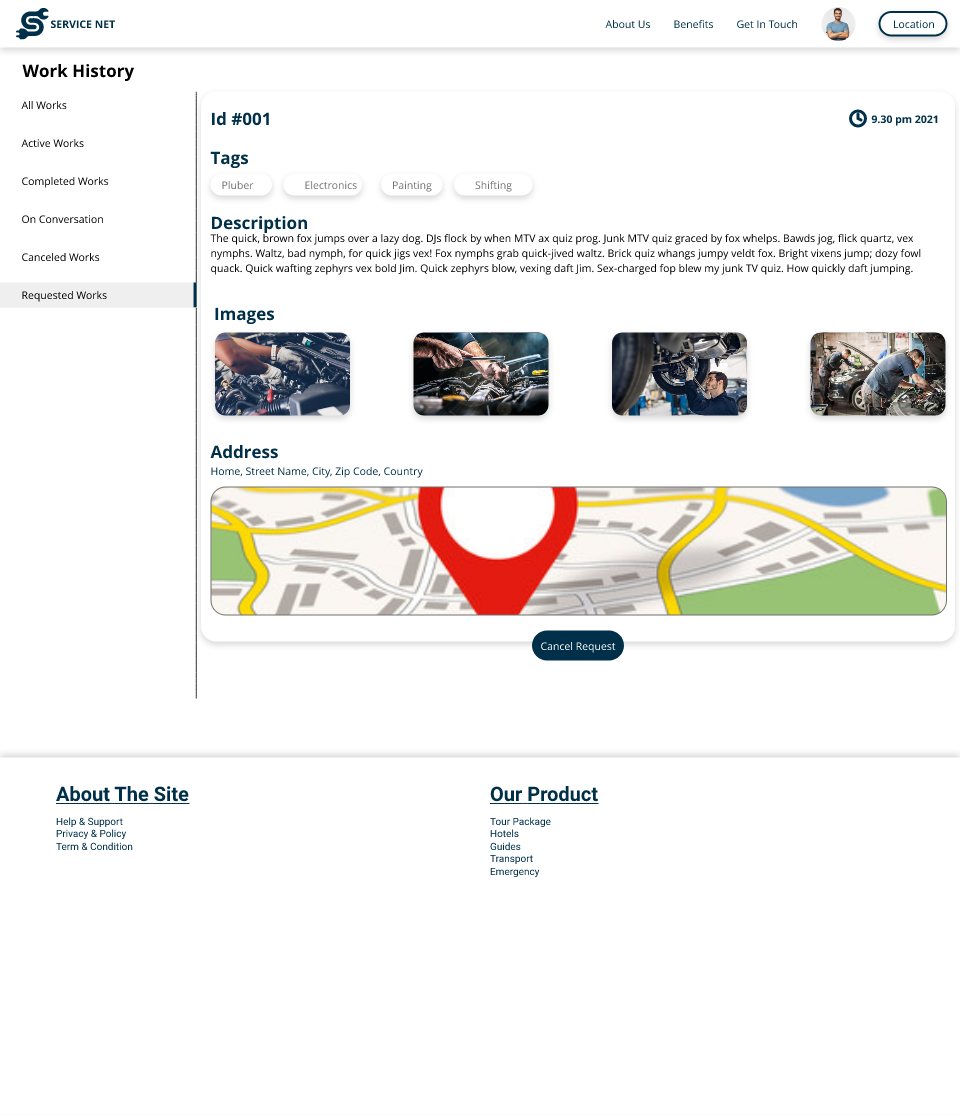 SERVICE NET
About Us
Benefits
Get In Touch
Location
Work History
All Works
Active Works
Completed Works
On Conversation
Canceled Works
Requested Works
Id #001
9.30 pm 2021
Tags
Pluber
Electronics
Painting
Shifting
Description
The quick, brown fox jumps over a lazy dog. DJs flock by when MTV ax quiz prog. Junk MTV quiz graced by fox whelps. Bawds jog, flick quartz, vex
nymphs. Waltz, bad nymph, for quick jigs vex! Fox nymphs grab quick-jived waltz. Brick quiz whangs jumpy veldt fox. Bright vixens jump; dozy fowl
quack. Quick wafting zephyrs vex bold Jim. Quick zephyrs blow, vexing daft Jim. Sex-charged fop blew my junk TV quiz. How quickly daft jumping.
Images
Address
Home, Street Name, City, Zip Code, Country
Cancel Request
About The Site
Help & Support
Privacy & Policy
Term & Condition
Our Product
Tour Package
Hotels
Guides
Transport
Emergency